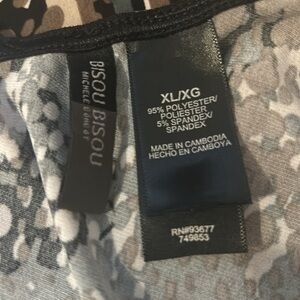 BISOU BISOU
MICHELE BOHBOT
XL/XG
95% POLYESTER/
POLIESTER
5% SPANDEX/
SPANDEX
MADE IN CAMBODIA
HECHO EN CAMBOYA
RN#93677
749853